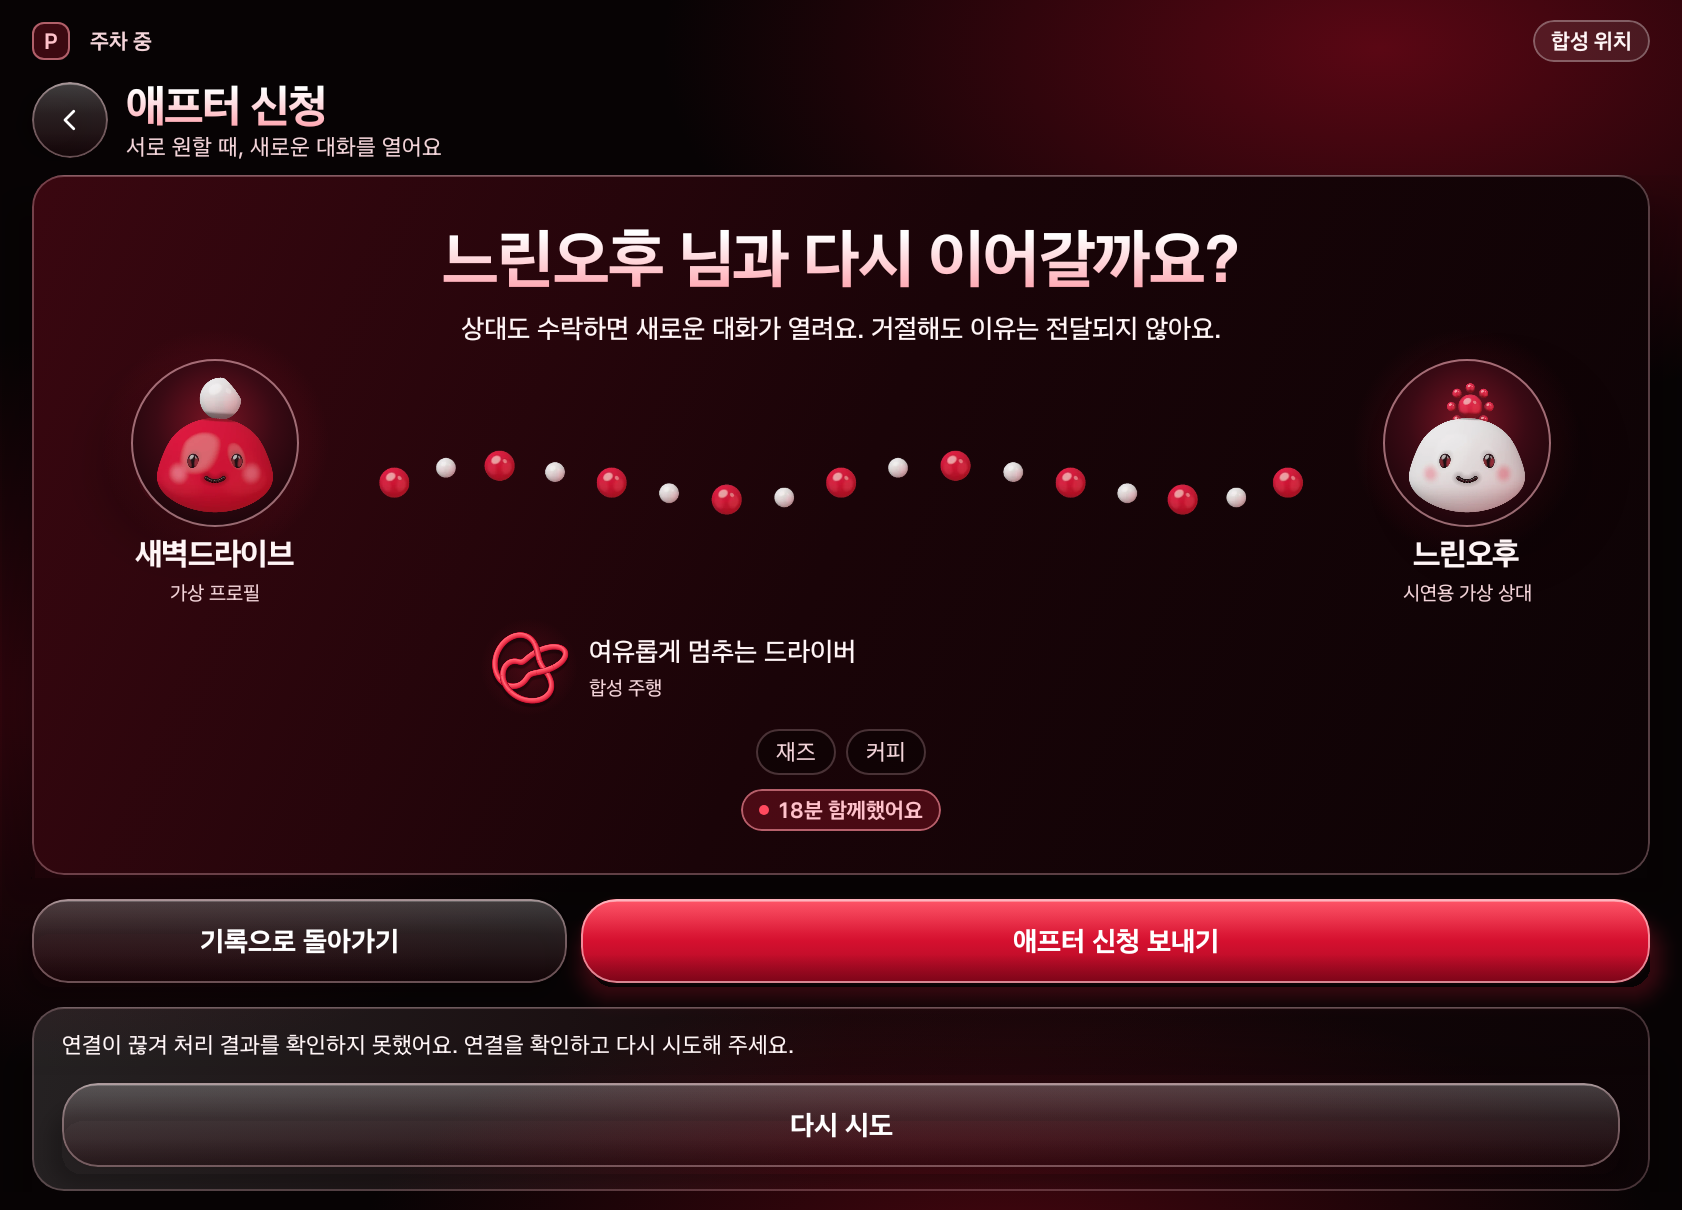 P 주차 중
합성 위치
애프터 신청
서로 원할 때, 새로운 대화를 열어요
느린오후 님과 다시 이어갈까요?
상대도 수락하면 새로운 대화가 열려요. 거절해도 이유는 전달되지 않아요.
새벽드라이브
가상 프로필
느린오후
시연용 가상 상대
여유롭게 멈추는 드라이버
합성 주행
재즈
커피
18분 함께했어요
기록으로 돌아가기
애프터 신청 보내기
연결이 끊겨 처리 결과를 확인하지 못했어요. 연결을 확인하고 다시 시도해 주세요.
다시 시도